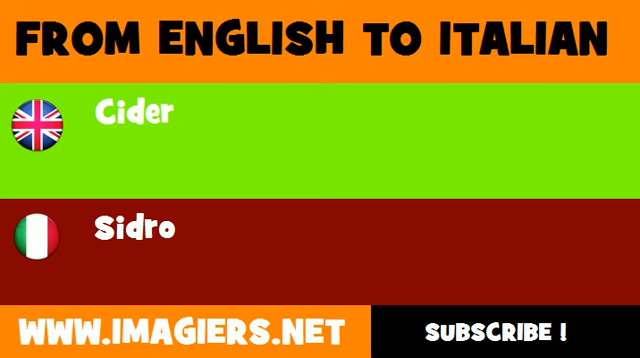 FROM ENGLISH TO ITALIAN
Cider
Sidro
WWW.IMAGIERS.NET
SUBSCRIBE !